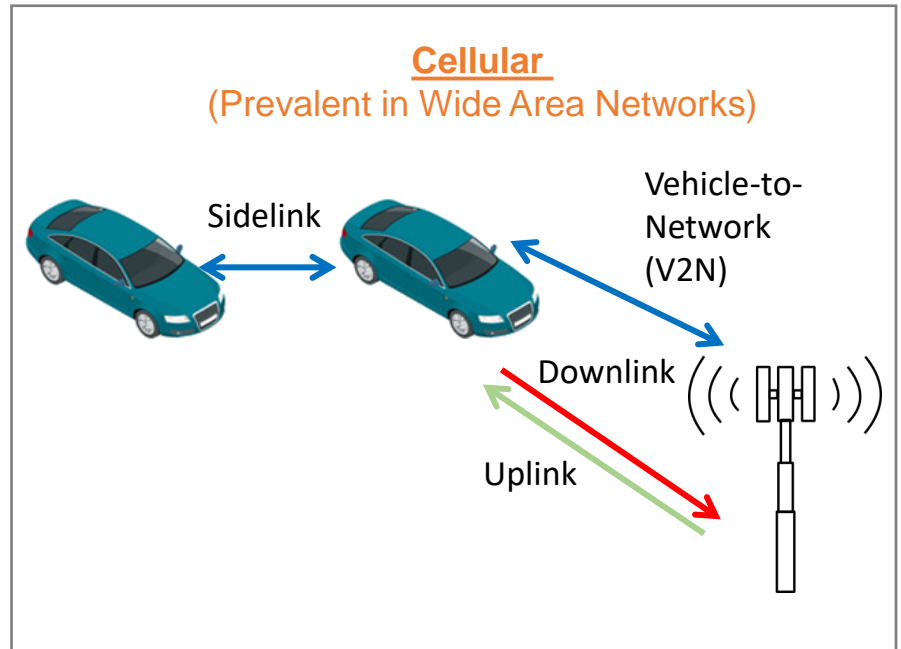 Cellular
(Prevalent in Wide Area Networks)
Sidelink
Vehicle-to-
Network
(V2N)
Downlink
Uplink